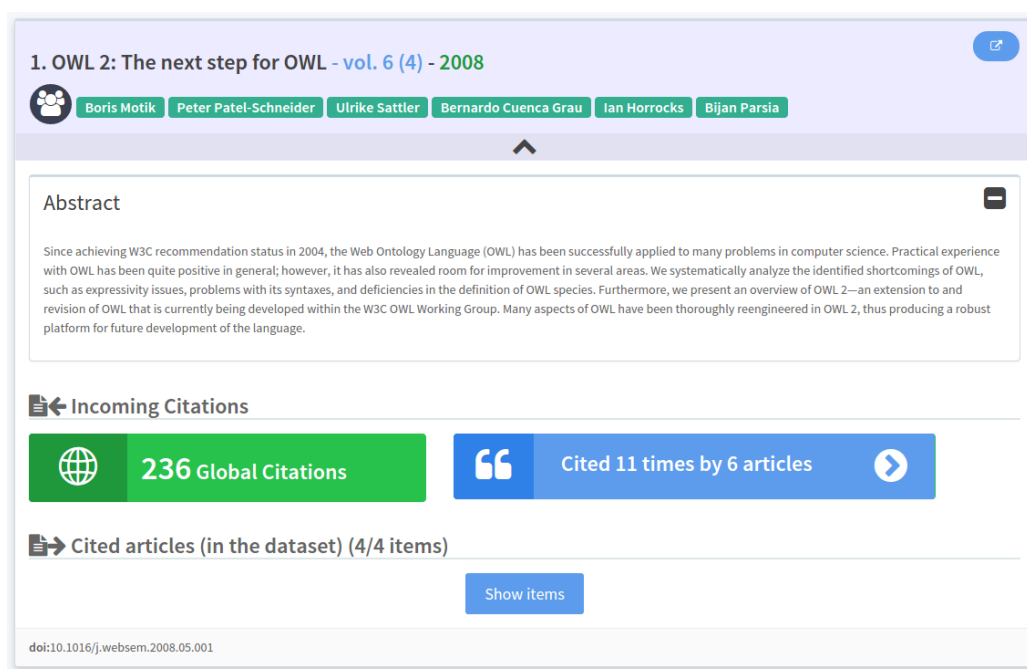 1. OWL 2: The next step for OWL - vol. 6 (4) - 2008
Boris Motik Peter Patel-Schneider Ulrike Sattler Bernardo Cuenca Grau Ian Horrocks Bijan Parsia
Abstract
Since achieving W3C recommendation status in 2004, the Web Ontology Language (OWL) has been successfully applied to many problems in computer science. Practical experience
with OWL has been quite positive in general; however, it has also revealed room for improvement in several areas. We systematically analyze the identified shortcomings of OWL,
such as expressivity issues, problems with its syntaxes, and deficiencies in the definition of OWL species. Furthermore, we present an overview of OWL 2—an extension to and
revision of OWL that is currently being developed within the W3C OWL Working Group. Many aspects of OWL have been thoroughly reengineered in OWL 2, thus producing a robust
platform for future development of the language.
Incoming Citations
236 Global Citations
Cited 11 times by 6 articles
Cited articles (in the dataset) (4/4 items)
Show items
doi:10.1016/j.websem.2008.05.001